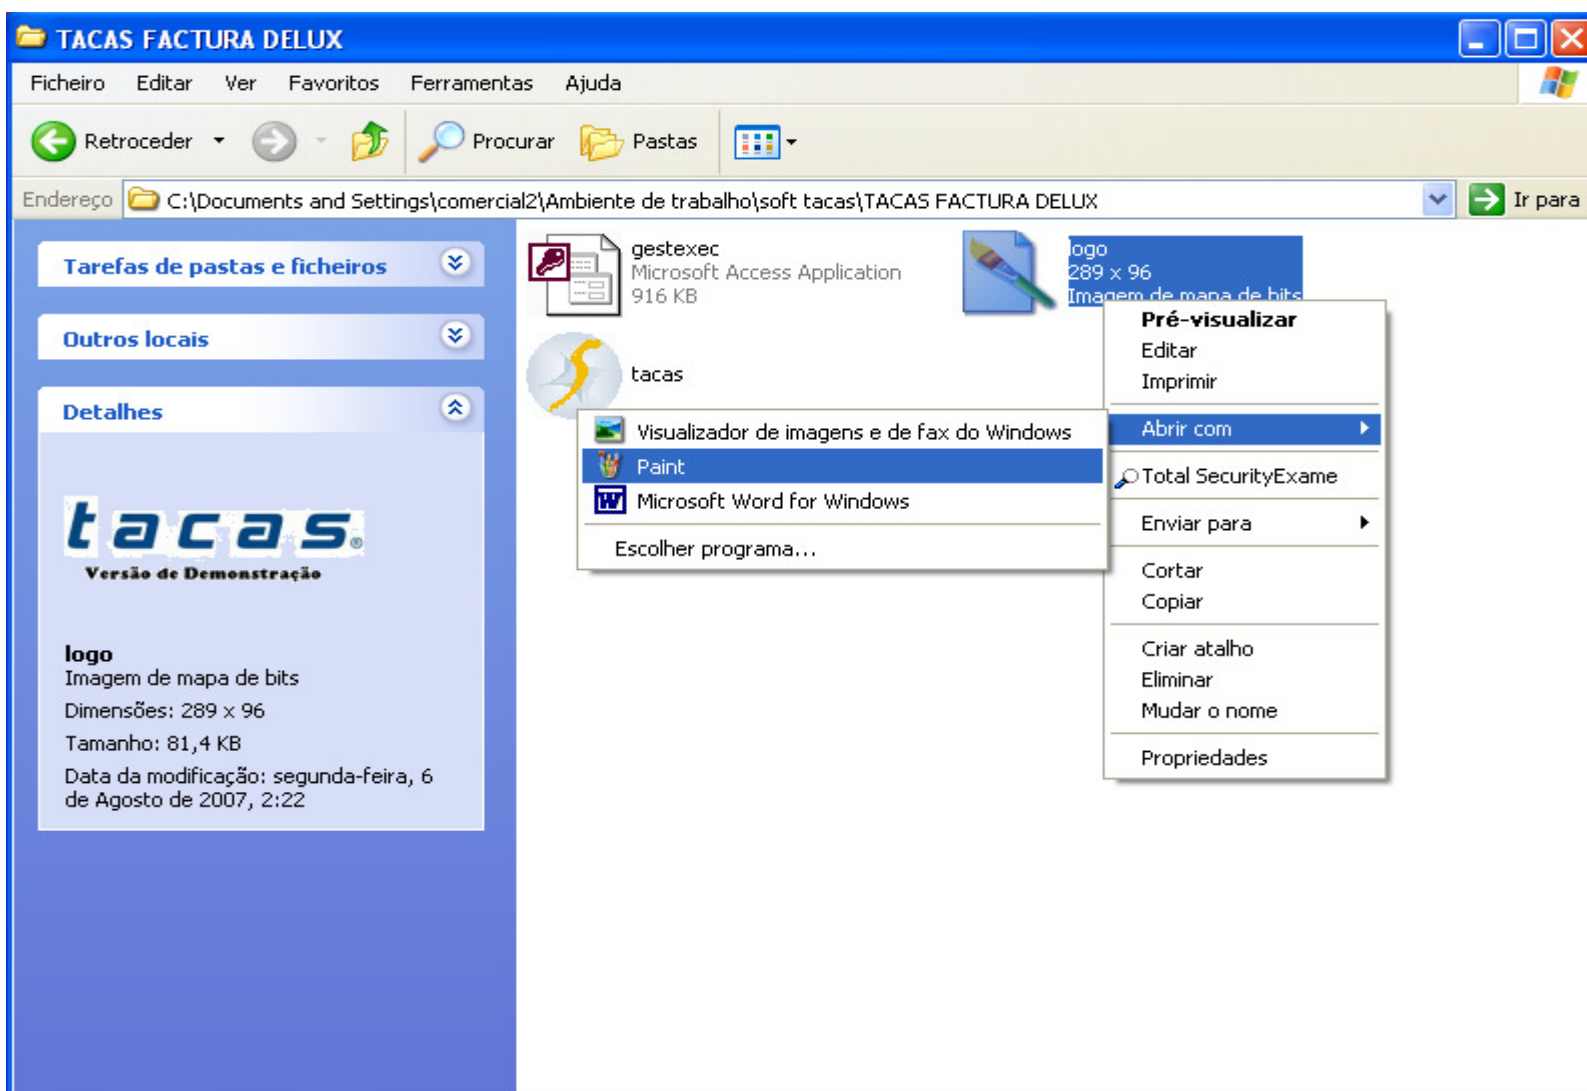 TACAS FACTURA DELUX
Ficheiro Editar Ver Favoritos Ferramentas Ajuda
Retroceder Procurar Pastas
Endereço C:\Documents and Settings\comercial2\Ambiente de trabalho\soft tacas\TACAS FACTURA DELUX Ir para
Tarefas de pastas e ficheiros
Outros locais
Detalhes
tacas®
Versão de Demonstração
logo
Imagem de mapa de bits
Dimensões: 289 x 96
Tamanho: 81,4 KB
Data da modificação: segunda-feira, 6
de Agosto de 2007, 2:22
gestexec
Microsoft Access Application
916 KB
logo
289 x 96
Imagem de mapa de bits
tacas
Visualizador de imagens e de fax do Windows
Paint
Microsoft Word for Windows
Escolher programa...
Pré-visualizar
Editar
Imprimir
Abrir com
Total SecurityExame
Enviar para
Cortar
Copiar
Criar atalho
Eliminar
Mudar o nome
Propriedades